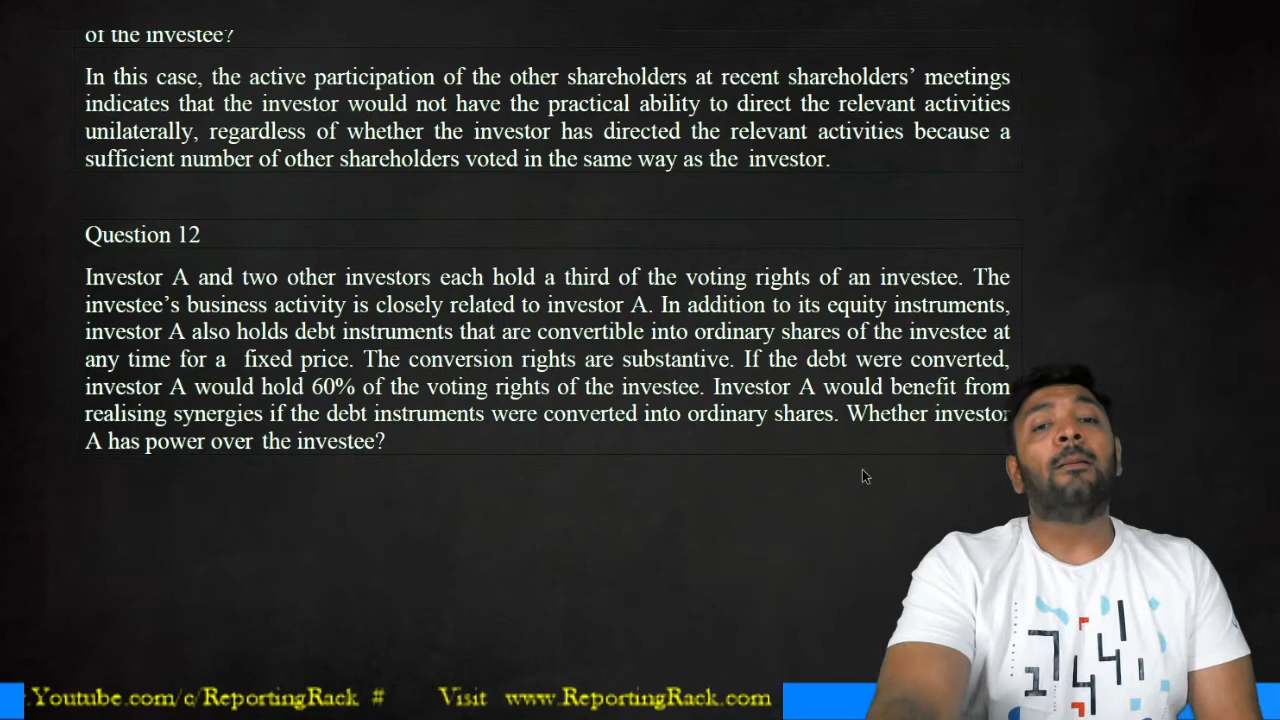 of the investee?
In this case, the active participation of the other shareholders at recent shareholders’ meetings
indicates that the investor would not have the practical ability to direct the relevant activities
unilaterally, regardless of whether the investor has directed the relevant activities because a
sufficient number of other shareholders voted in the same way as the investor.
Question 12
Investor A and two other investors each hold a third of the voting rights of an investee. The
investee’s business activity is closely related to investor A. In addition to its equity instruments,
investor A also holds debt instruments that are convertible into ordinary shares of the investee at
any time for a fixed price. The conversion rights are substantive. If the debt were converted,
investor A would hold 60% of the voting rights of the investee. Investor A would benefit from
realising synergies if the debt instruments were converted into ordinary shares. Whether investor
A has power over the investee?
Youtube.com/c/ReportingRack # Visit www.ReportingRack.com